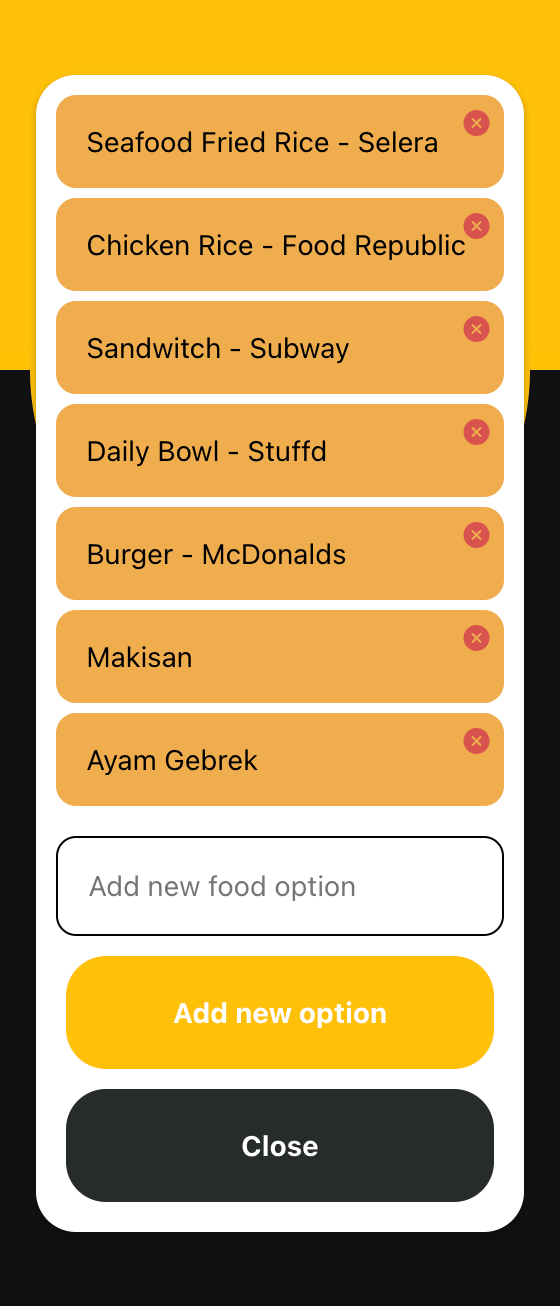 Seafood Fried Rice - Selera
Chicken Rice - Food Republic
Sandwitch - Subway
Daily Bowl - Stuffd
Burger - McDonalds
Makisan
Ayam Gebrek
Add new food option
Add new option
Close